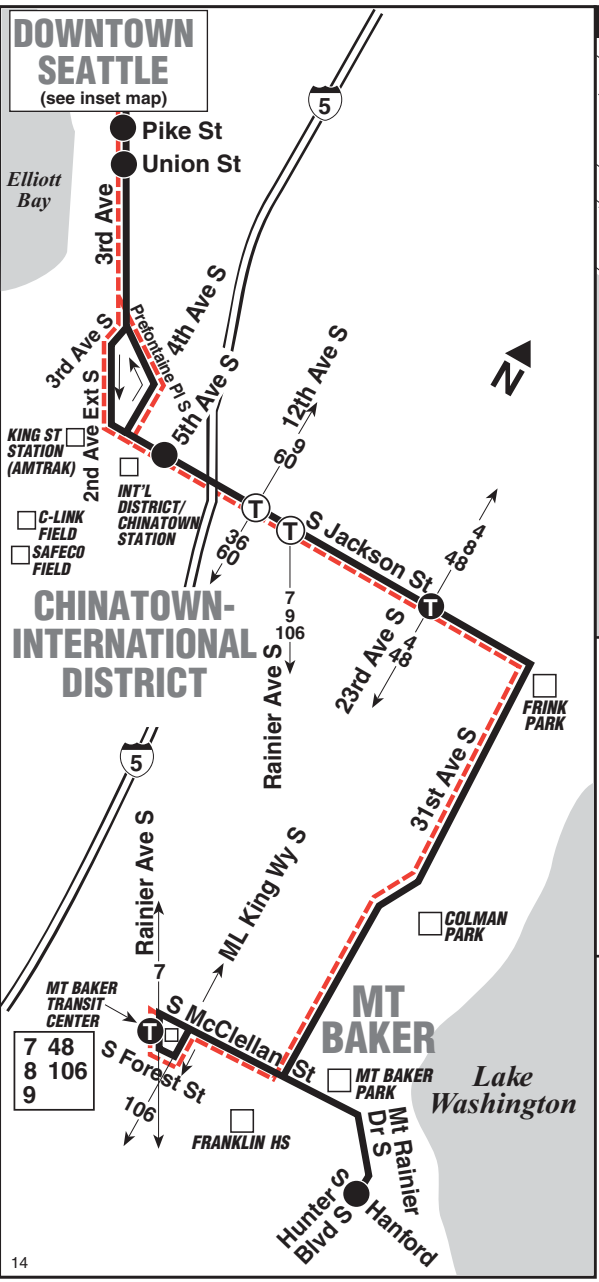 DOWNTOWN
SEATTLE
(see inset map)
5
Pike St
Union St
Elliott
Bay
3rd Ave
3rd Ave S
Prefontaine Pl S
4th Ave S
2nd Ave Ext S
5th Ave S
12th Ave S
N
9
60
KING ST
STATION
(AMTRAK)
INT'L
DISTRICT/
CHINATOWN
STATION
C-LINK
FIELD
SAFECO
FIELD
T
T
36
60
S Jackson St
4
8
48
T
7
9
106
Rainier Ave S
23rd Ave S
4
48
CHINATOWN-
INTERNATIONAL
DISTRICT
FRINK
PARK
31st Ave S
5
Rainier Ave S
ML King Wy S
COLMAN
PARK
7
MT BAKER
TRANSIT
CENTER
T
S McClellan St
MT
BAKER
7 48
8 106
9
S Forest St
106
MT BAKER
PARK
Lake
Washington
FRANKLIN HS
Mt Rainier
Dr S
Hunter S
Blvd S
Hanford
14